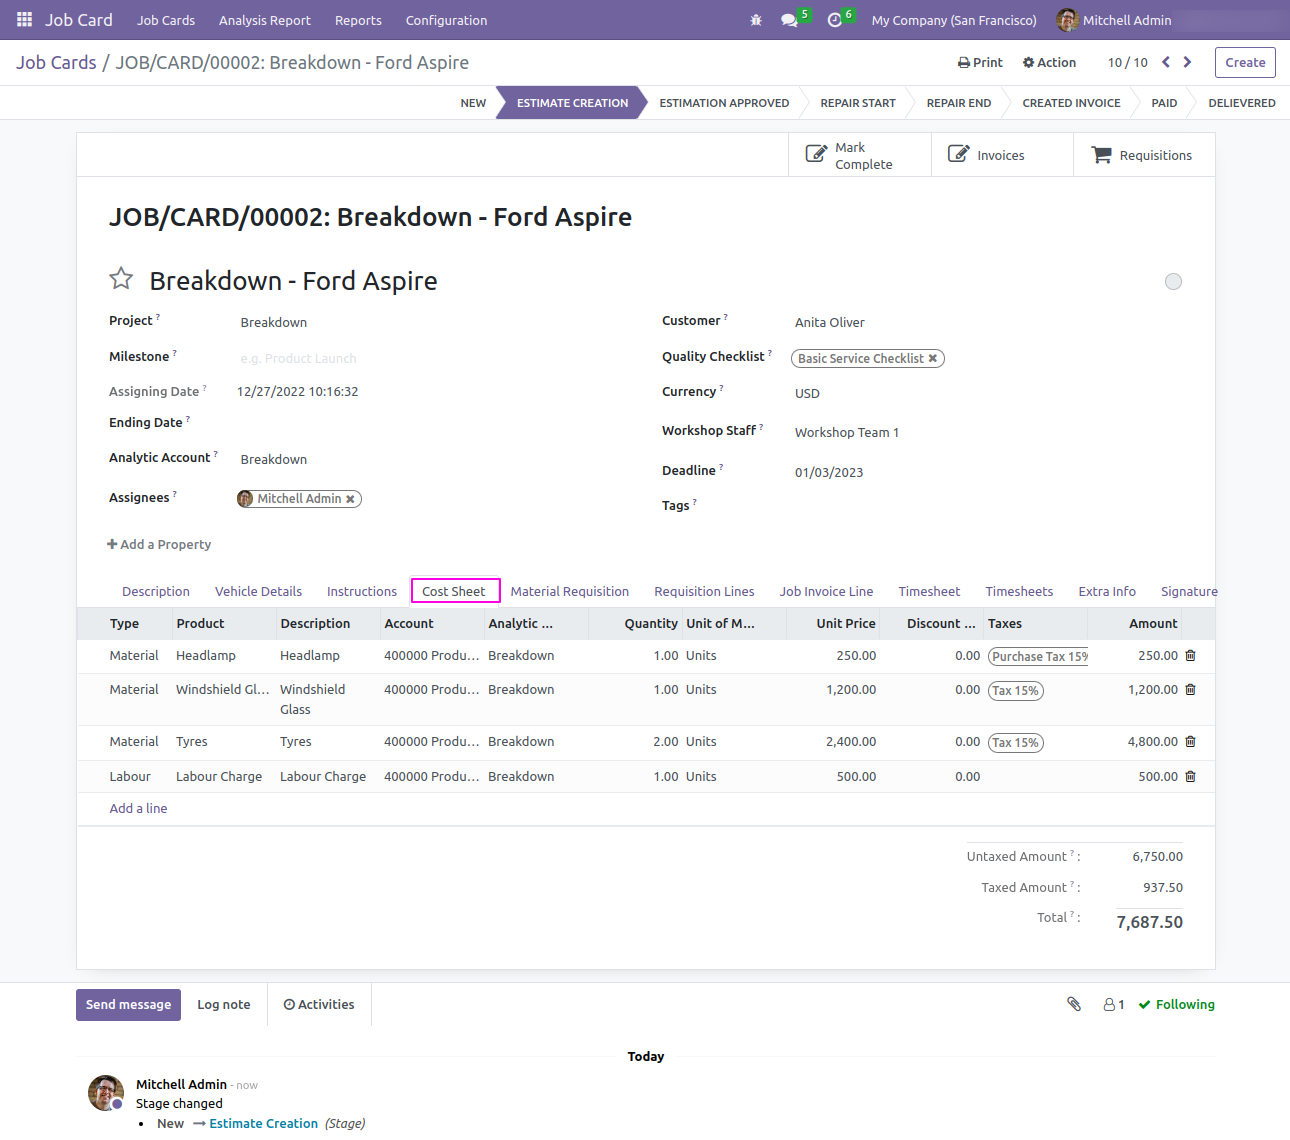 Job Card Job Cards Analysis Report Reports Configuration 5 6 My Company (San Francisco) Mitchell Admin
Job Cards / JOB/CARD/00002: Breakdown - Ford Aspire Print Action 10 / 10 Create
NEW ESTIMATE CREATION ESTIMATION APPROVED REPAIR START REPAIR END CREATED INVOICE PAID DELIEVERED
Mark Complete Invoices Requisitions
JOB/CARD/00002: Breakdown - Ford Aspire
Breakdown - Ford Aspire
Project ? Breakdown Customer ? Anita Oliver
Milestone ? e.g. Product Launch Quality Checklist ? Basic Service Checklist ✖
Assigning Date ? 12/27/2022 10:16:32 Currency ? USD
Ending Date ?
Workshop Staff ? Workshop Team 1
Analytic Account ? Breakdown
Deadline ? 01/03/2023
Assignees ? Mitchell Admin ✖
Tags ?
+ Add a Property
Description Vehicle Details Instructions Cost Sheet Material Requisition Requisition Lines Job Invoice Line Timesheet Timesheets Extra Info Signature
Type Product Description Account Analytic ... Quantity Unit of M... Unit Price Discount ... Taxes Amount
Material Headlamp Headlamp 400000 Produ... Breakdown 1.00 Units 250.00 0.00 Purchase Tax 15% 250.00
Material Windshield Gl... Windshield Glass 400000 Produ... Breakdown 1.00 Units 1,200.00 0.00 Tax 15% 1,200.00
Material Tyres Tyres 400000 Produ... Breakdown 2.00 Units 2,400.00 0.00 Tax 15% 4,800.00
Labour Labour Charge Labour Charge 400000 Produ... Breakdown 1.00 Units 500.00 0.00 500.00
Add a line
Untaxed Amount ? : 6,750.00
Taxed Amount ? : 937.50
Total ? : 7,687.50
Send message Log note Activities 1 Following
Today
Mitchell Admin - now
Stage changed
• New → Estimate Creation (Stage)